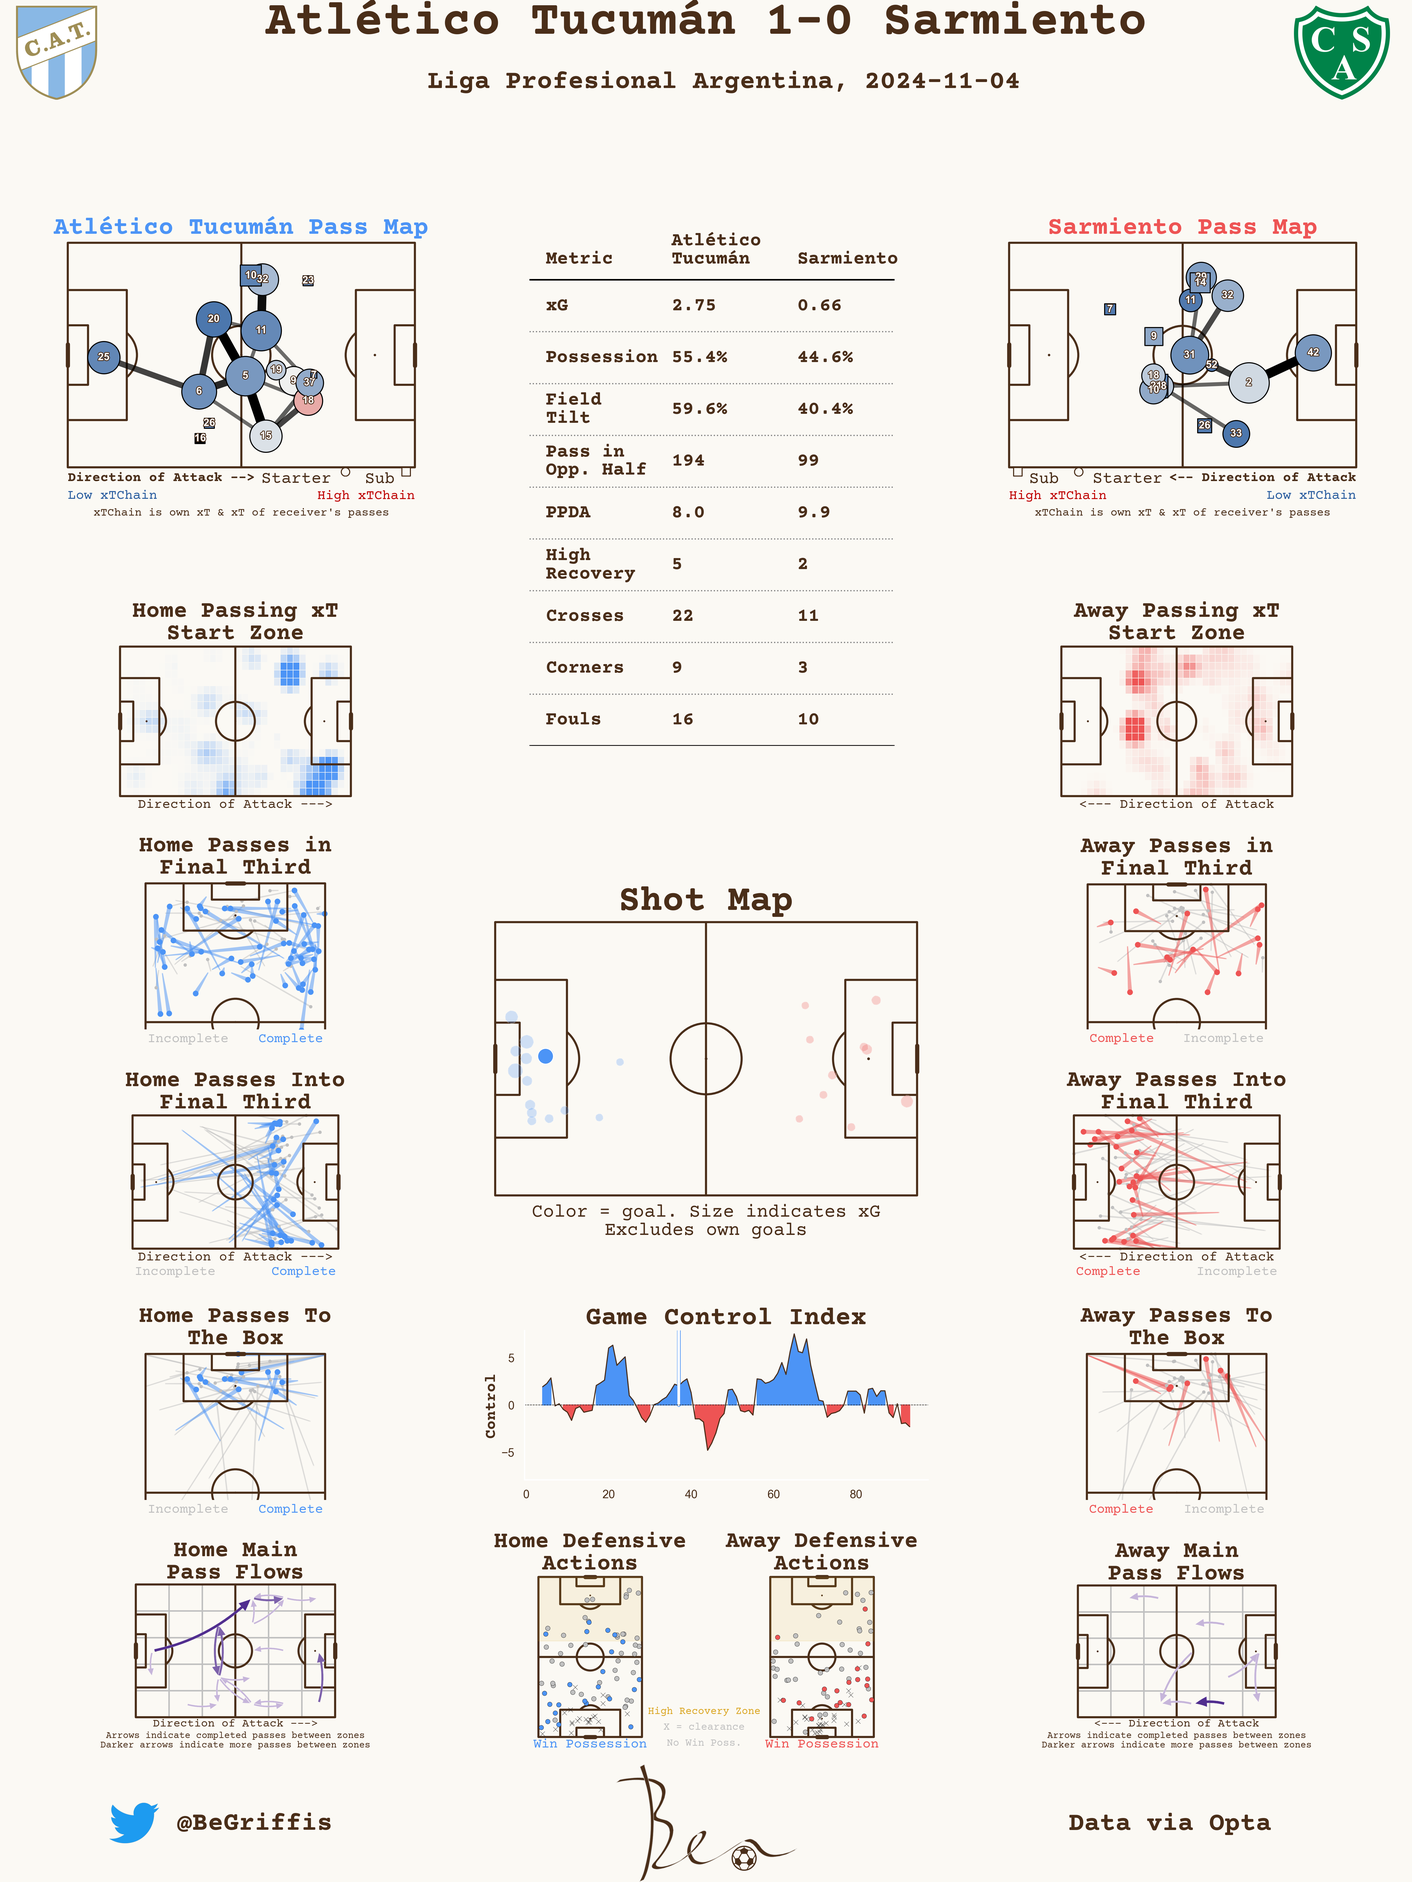 Atlético Tucumán 1-0 Sarmiento
Liga Profesional Argentina, 2024-11-04
C.A.T.
C S
A
Atlético Tucumán Pass Map
10
32
23
20
11
25
5
19
9
37
7
6
18
26
16
15
Direction of Attack --> Starter Sub
Low xTChain High xTChain
xTChain is own xT & xT of receiver's passes
Metric Atlético Tucumán Sarmiento
xG 2.75 0.66
Possession 55.4% 44.6%
Field Tilt 59.6% 40.4%
Pass in Opp. Half 194 99
PPDA 8.0 9.9
High Recovery 5 2
Crosses 22 11
Corners 9 3
Fouls 16 10
Sarmiento Pass Map
29
14
11
32
7
9
31
52
42
18
10
2
26
33
Sub Starter <-- Direction of Attack
High xTChain Low xTChain
xTChain is own xT & xT of receiver's passes
Home Passing xT
Start Zone
Direction of Attack --->
Away Passing xT
Start Zone
<--- Direction of Attack
Home Passes in
Final Third
Incomplete Complete
Shot Map
Color = goal. Size indicates xG
Excludes own goals
Away Passes in
Final Third
Complete Incomplete
Home Passes Into
Final Third
Direction of Attack --->
Incomplete Complete
Away Passes Into
Final Third
<--- Direction of Attack
Complete Incomplete
Home Passes To
The Box
Incomplete Complete
Game Control Index
Control
5
0
−5
0 20 40 60 80
Away Passes To
The Box
Complete Incomplete
Home Main
Pass Flows
Direction of Attack --->
Arrows indicate completed passes between zones
Darker arrows indicate more passes between zones
Home Defensive
Actions
Win Possession
Away Defensive
Actions
Win Possession
High Recovery Zone
X = clearance
No Win Poss.
Away Main
Pass Flows
<--- Direction of Attack
Arrows indicate completed passes between zones
Darker arrows indicate more passes between zones
@BeGriffis
Ben
Data via Opta